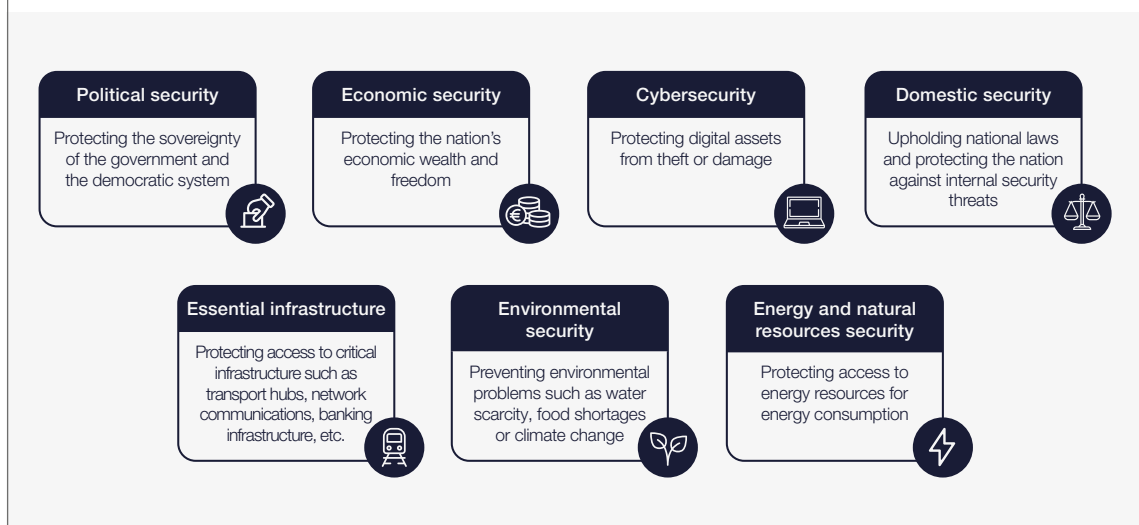 Political security
Protecting the sovereignty
of the government and
the democratic system
Economic security
Protecting the nation's
economic wealth and
freedom
€
Cybersecurity
Protecting digital assets
from theft or damage
Domestic security
Upholding national laws
and protecting the nation
against internal security
threats
Essential infrastructure
Protecting access to critical
infrastructure such as
transport hubs, network
communications, banking
infrastructure, etc.
Environmental
security
Preventing environmental
problems such as water
scarcity, food shortages
or climate change
Energy and natural
resources security
Protecting access to
energy resources for
energy consumption